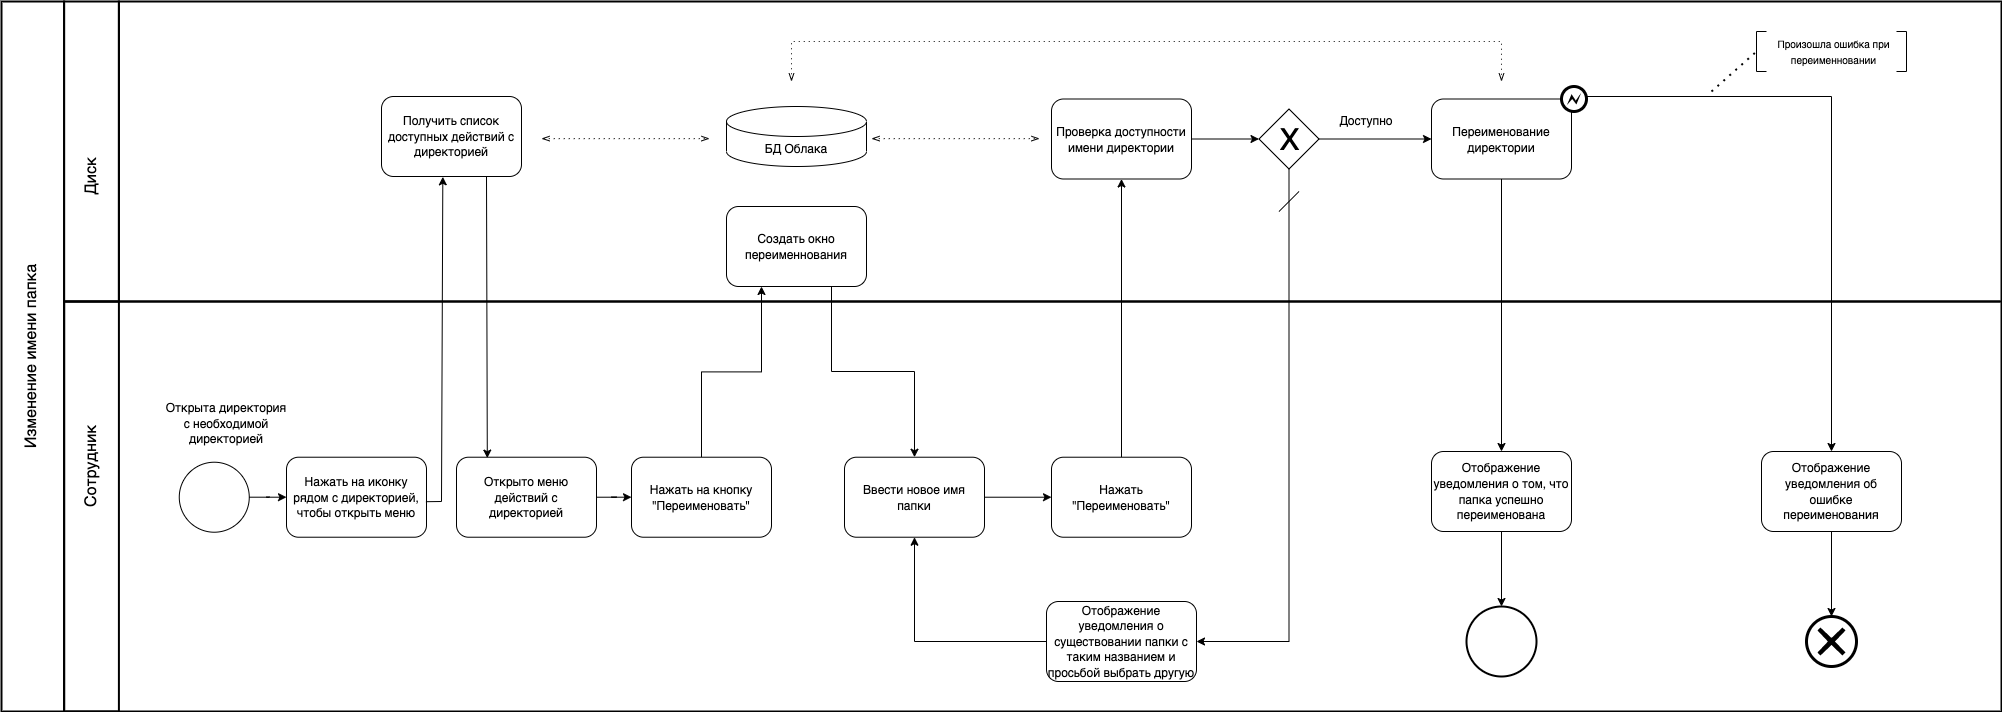 Изменение имени папка
Диск
Сотрудник
Произошла ошибка при
переименновании
Получить список
доступных действий с
директорией
БД Облака
Проверка доступности
имени директории
X
Доступно
Переименование
директории
Создать окно
переименнования
Открыта директория
с необходимой
директорией
Нажать на иконку
рядом с директорией,
чтобы открыть меню
Открыто меню
действий с
директорией
Нажать на кнопку
"Переименовать"
Ввести новое имя
папки
Нажать
"Переименовать"
Отображение
уведомления о том, что
папка успешно
переименована
Отображение
уведомления об
ошибке
переименования
Отображение
уведомления о
существовании папки с
таким названием и
просьбой выбрать другую